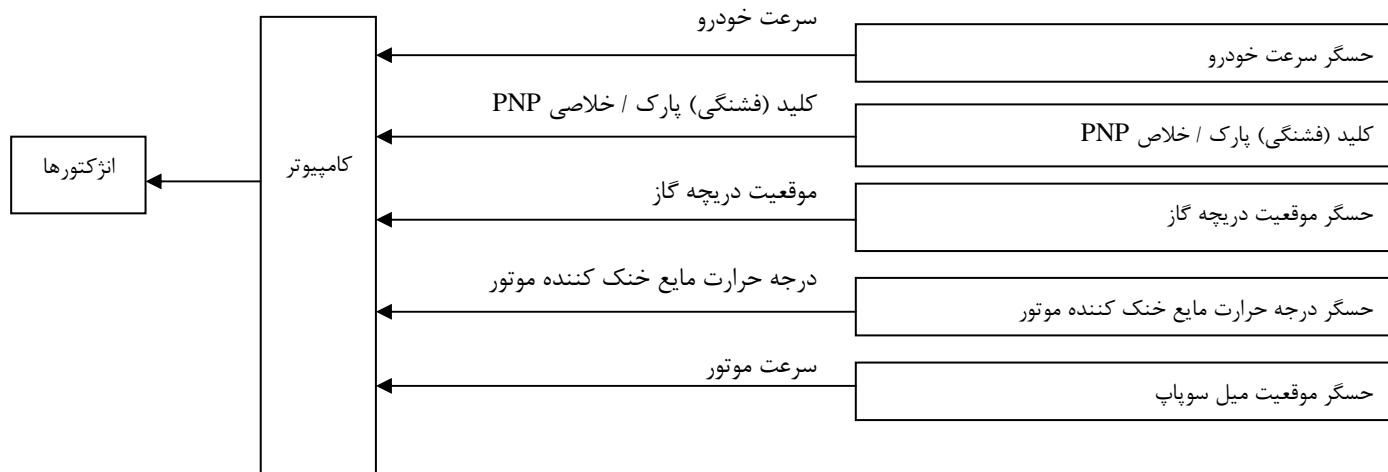 سرعت خودرو
حسگر سرعت خودرو
کلید (فشنگی) پارک / خلاصی PNP
کلید (فشنگی) پارک / خلاص PNP
موقعیت دریچه گاز
حسگر موقعیت دریچه گاز
درجه حرارت مایع خنک کننده موتور
حسگر درجه حرارت مایع خنک کننده موتور
سرعت موتور
حسگر موقعیت میل سوپاپ
کامپیوتر
انژکتورها